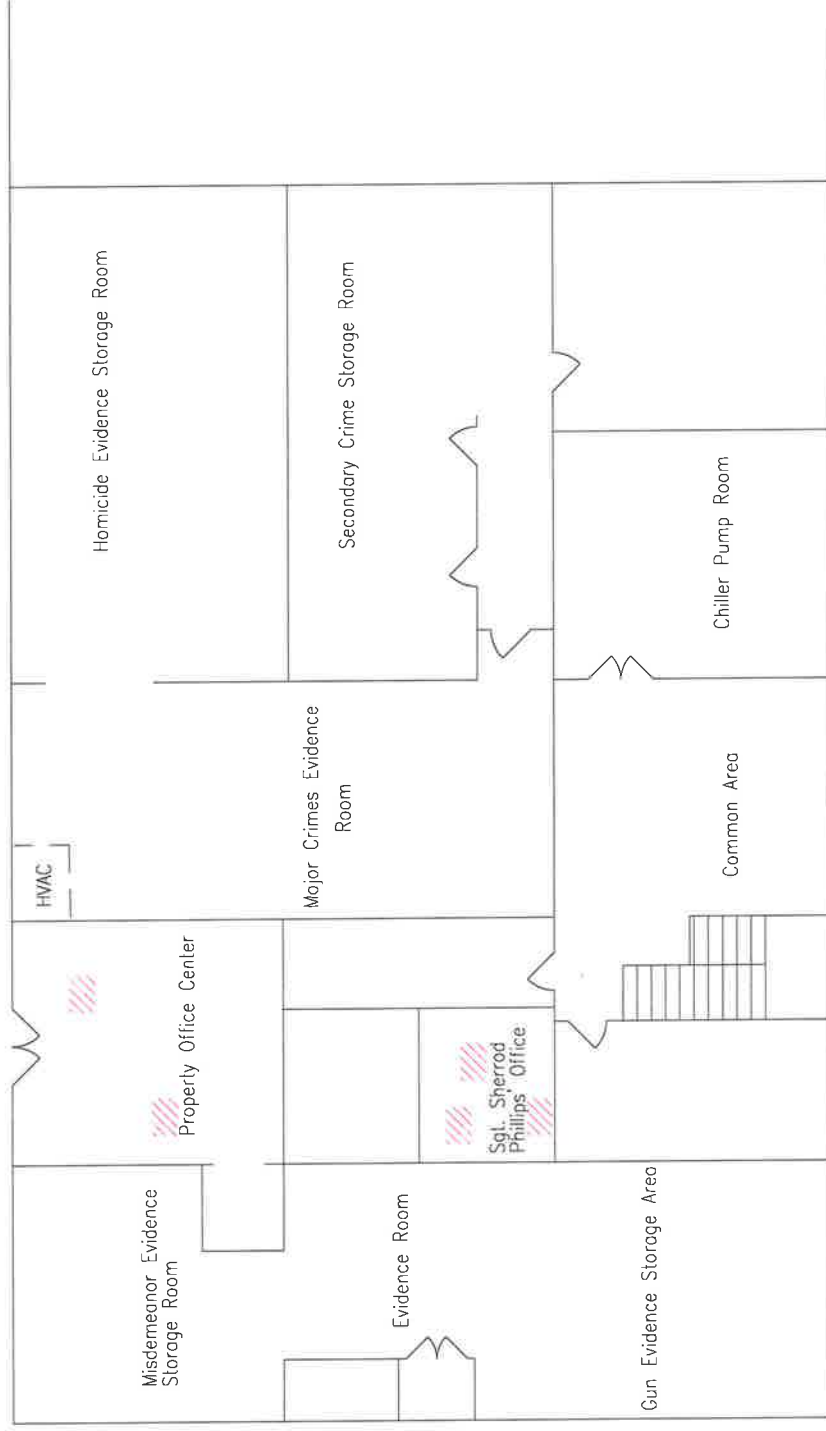 Homicide Evidence Storage Room
Secondary Crime Storage Room
Chiller Pump Room
HVAC
Major Crimes Evidence
Room
Common Area
Property Office Center
Sgt. Sherrod
Phillips' Office
Misdemeanor Evidence
Storage Room
Evidence Room
Gun Evidence Storage Area